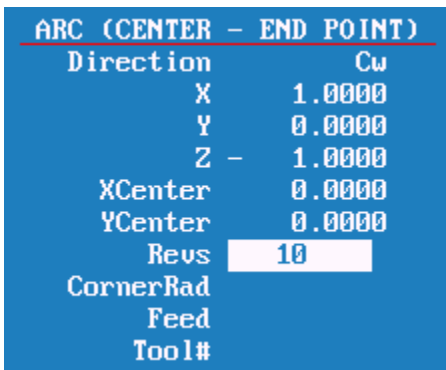 ARC (CENTER - END POINT)
Direction Cw
X 1.0000
Y 0.0000
Z - 1.0000
XCenter 0.0000
YCenter 0.0000
Revs 10
CornerRad
Feed
Tool#